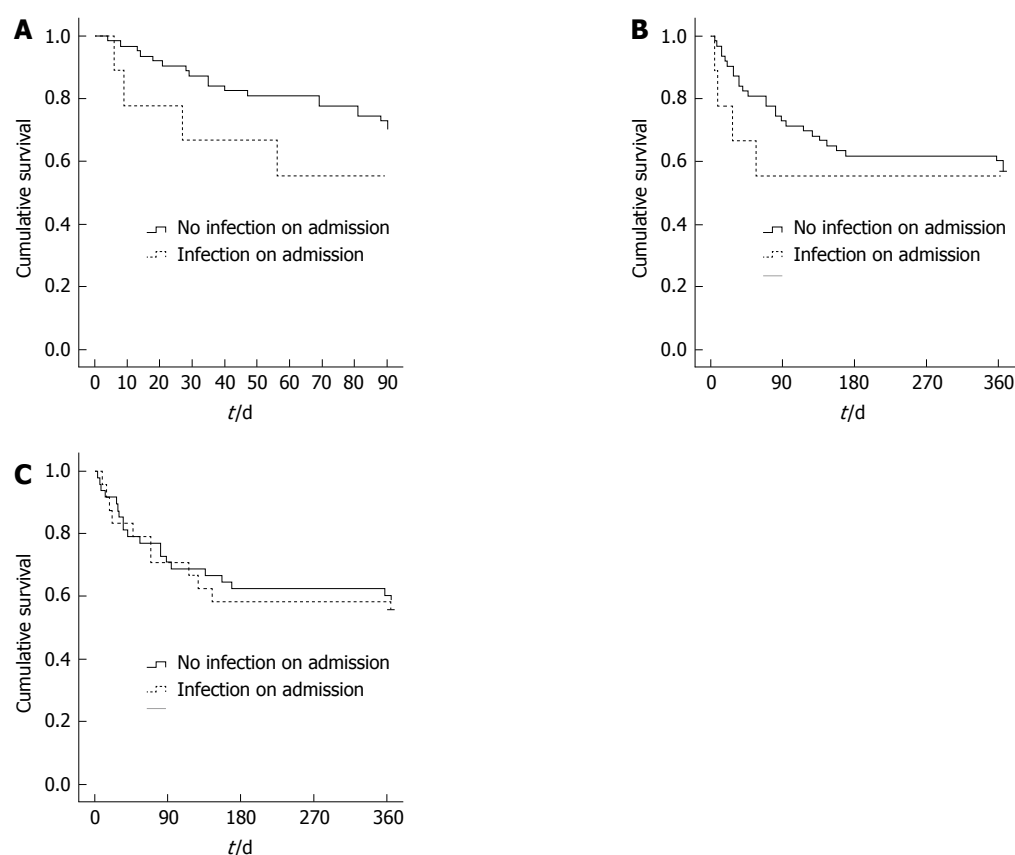 A
Cumulative survival
1.0
0.8
0.6
0.4
0.2
0.0
No infection on admission
Infection on admission
0 10 20 30 40 50 60 70 80 90
t/d
B
Cumulative survival
1.0
0.8
0.6
0.4
0.2
0.0
No infection on admission
Infection on admission
0 90 180 270 360
t/d
C
Cumulative survival
1.0
0.8
0.6
0.4
0.2
0.0
No infection on admission
Infection on admission
0 90 180 270 360
t/d